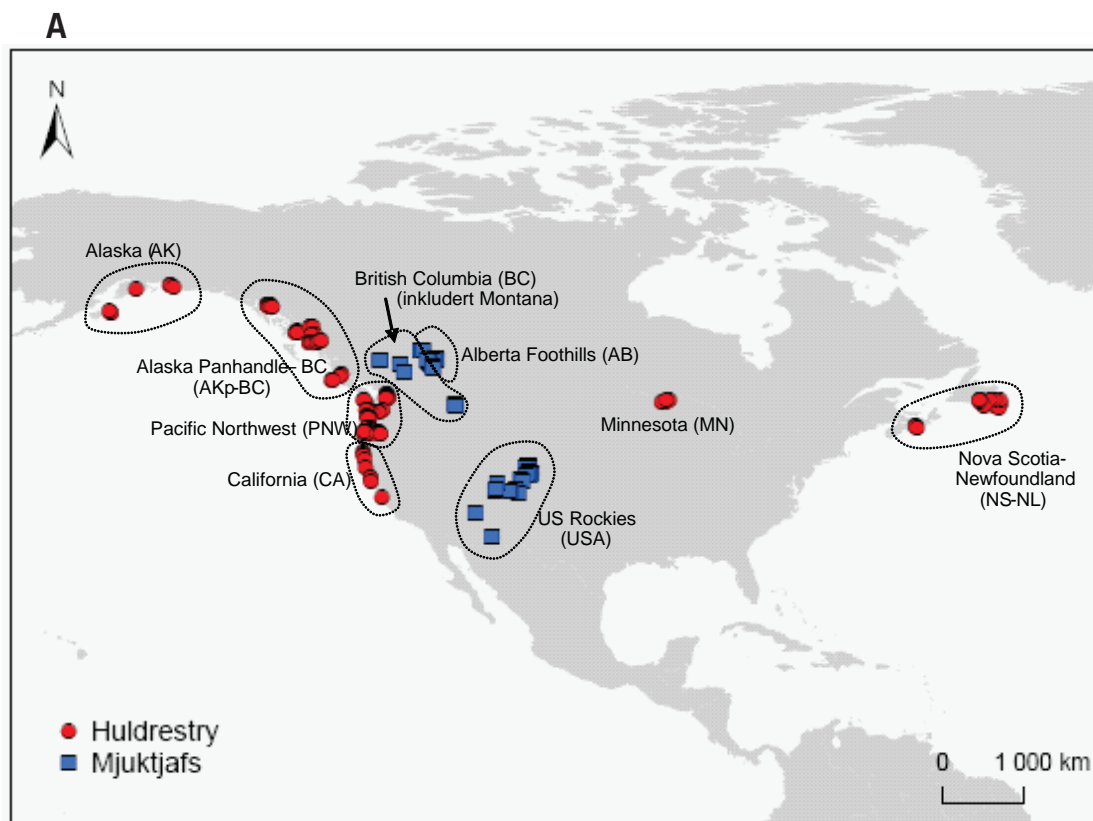 A
N
Alaska (AK)
British Columbia (BC)
(inkludert Montana)
Alaska Panhandle- BC
(AKp-BC)
Alberta Foothills (AB)
Pacific Northwest (PNW)
Minnesota (MN)
California (CA)
Nova Scotia-
Newfoundland
(NS-NL)
US Rockies
(USA)
Huldrestry
Mjuktjafs
0 1 000 km